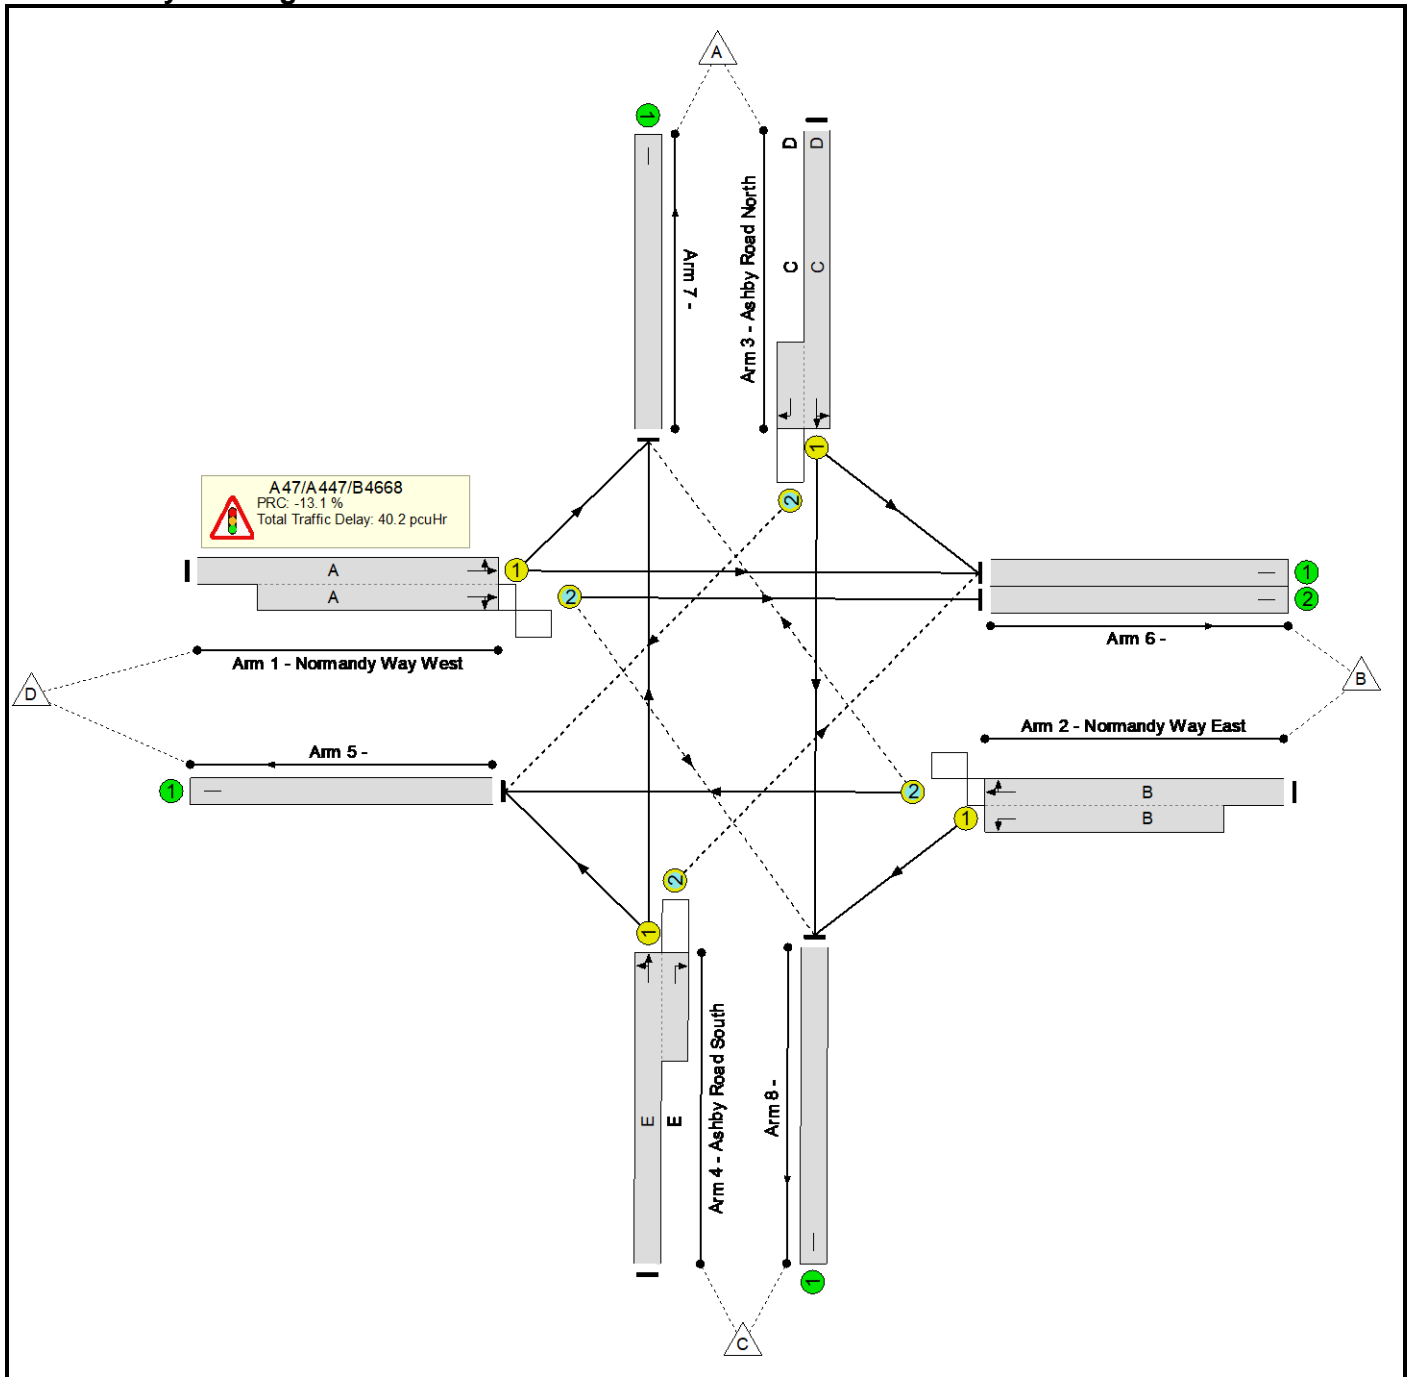 A
1
D
D
C
C
Arm 3 - Ashby Road North
Arm 7 -
1
2
A47/A447/B4668
PRC: -13.1 %
Total Traffic Delay: 40.2 pcuHr
A
A
1
2
1
2
Arm 1 - Normandy Way West
Arm 6 -
D
B
Arm 2 - Normandy Way East
Arm 5 -
1
2
1
B
B
2
1
E
E
Arm 4 - Ashby Road South
Arm 8 -
1
C